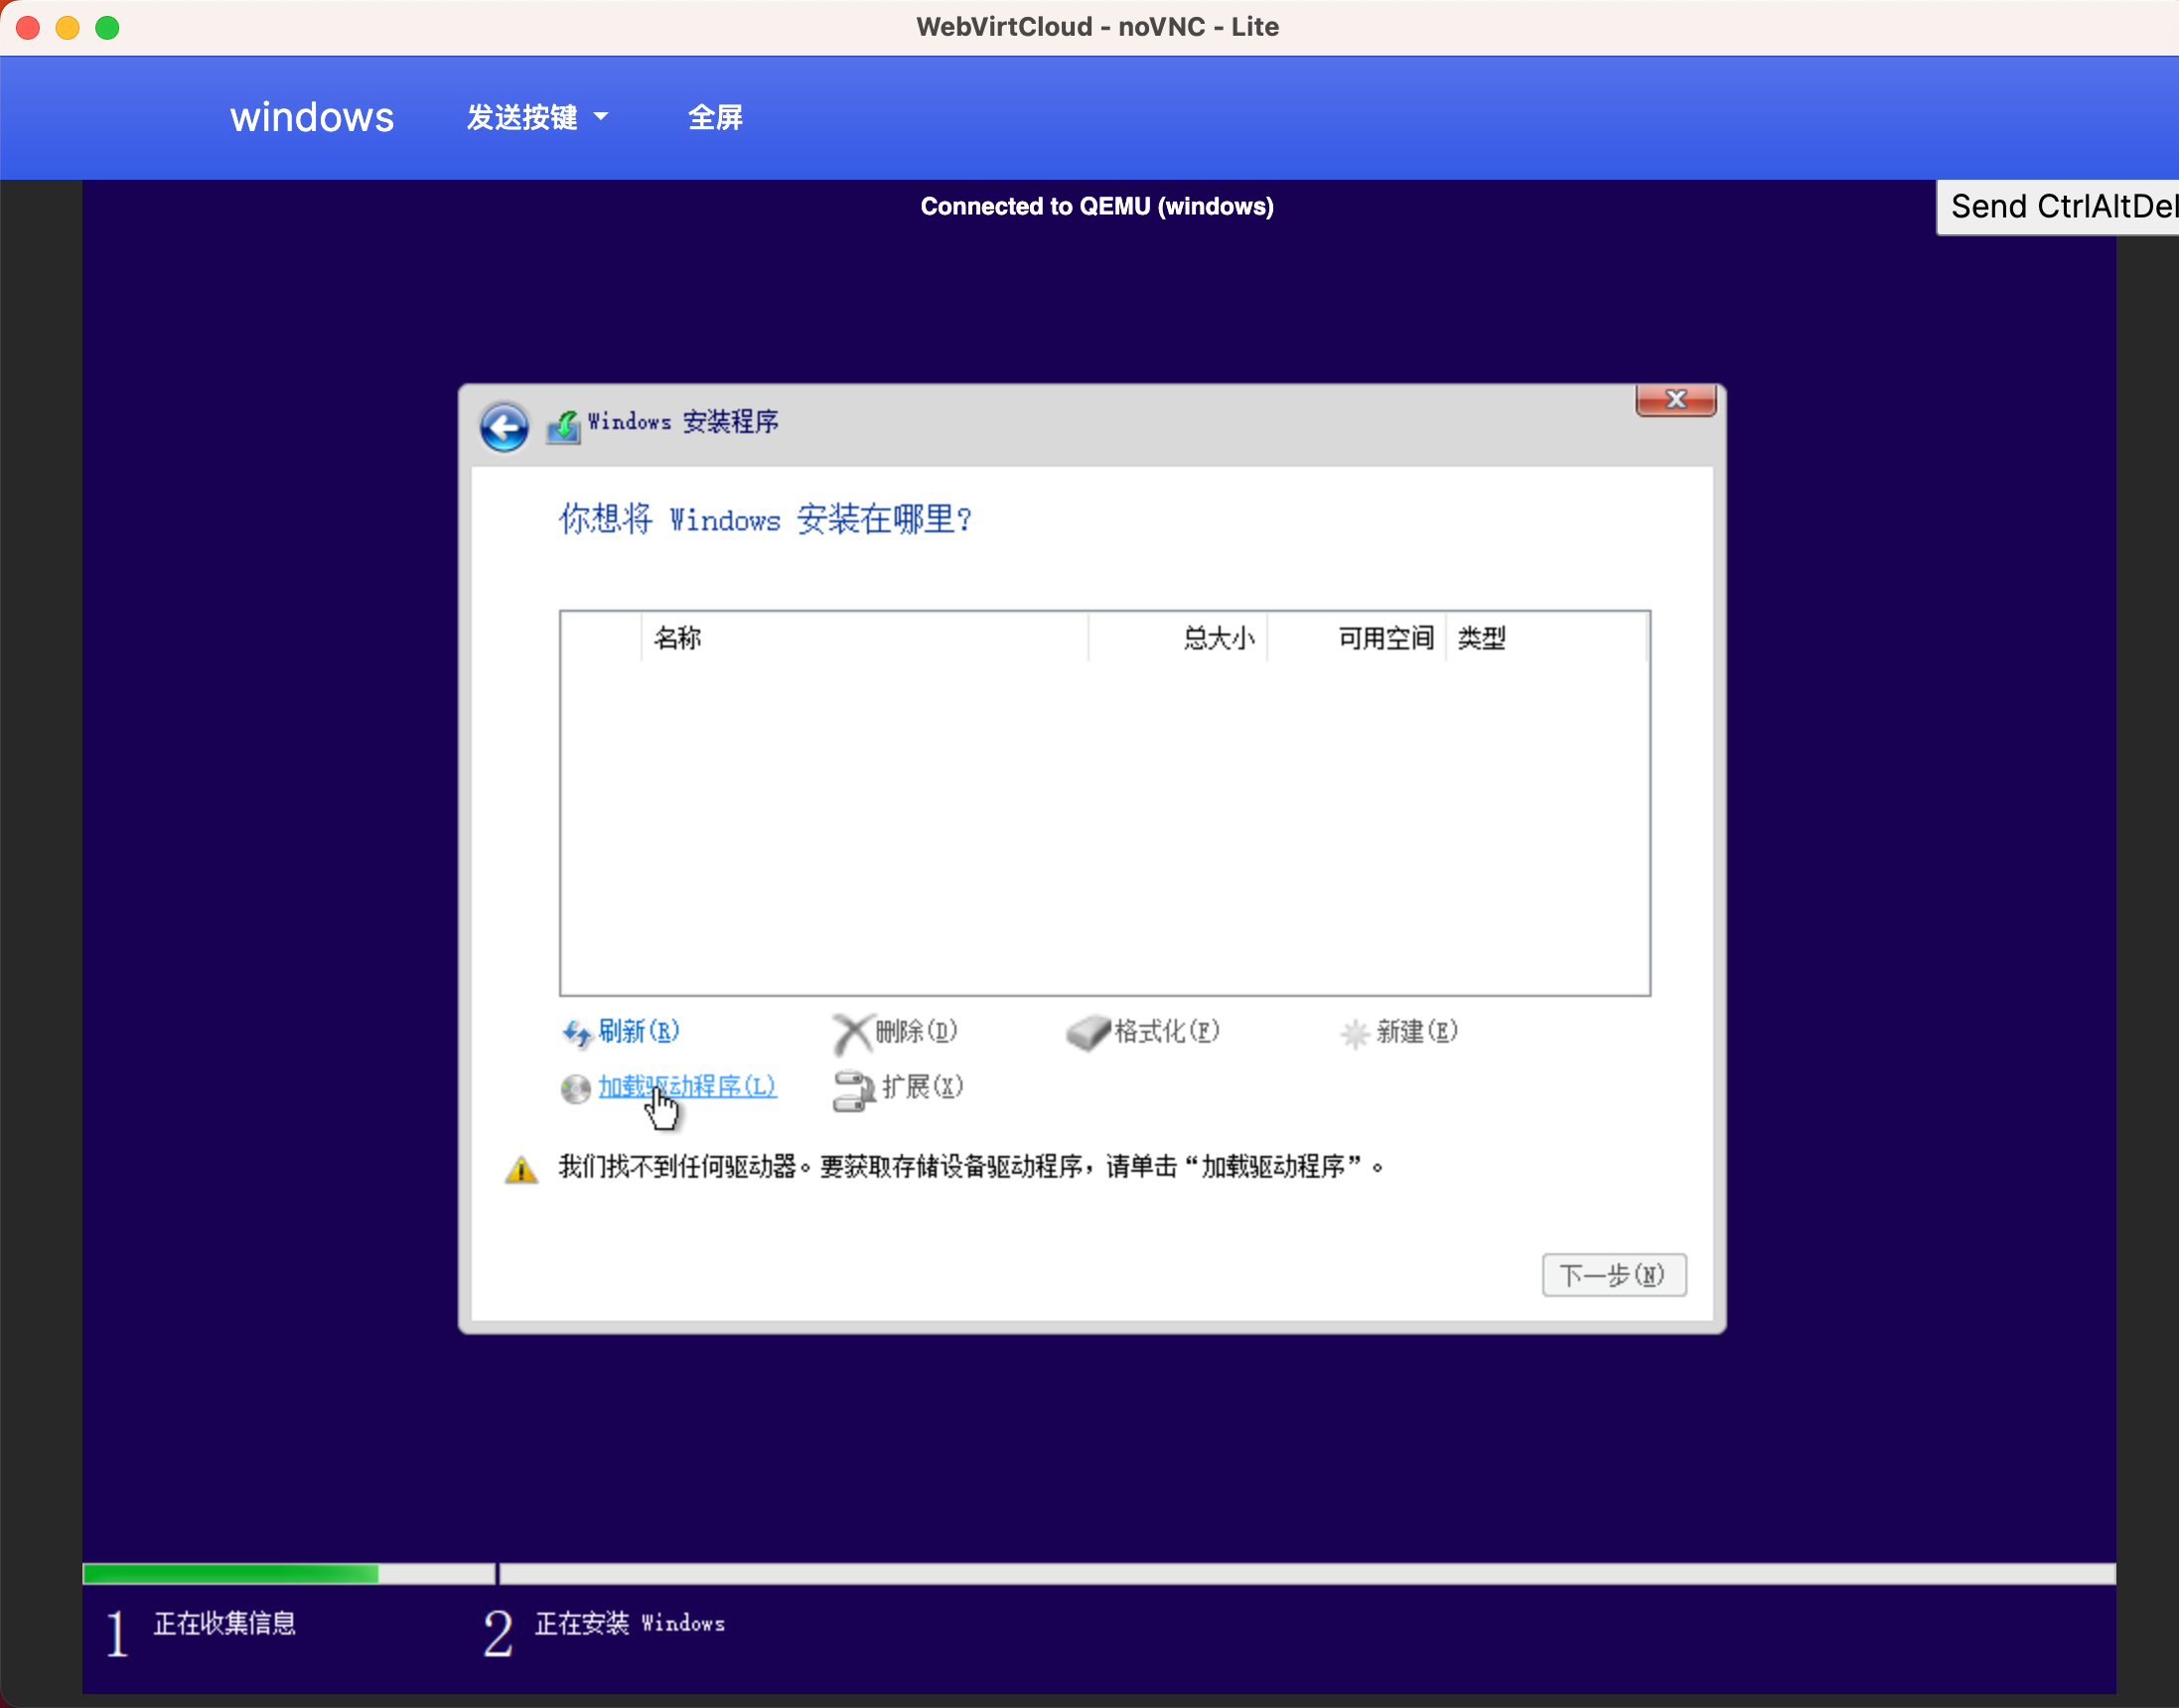 WebVirtCloud - noVNC - Lite
windows 发送按键 全屏
Connected to QEMU (windows)
Send CtrlAltDel
Windows 安装程序
你想将 Windows 安装在哪里?
名称 总大小 可用空间 类型
刷新(R) 删除(D) 格式化(F) 新建(E)
加载驱动程序(L) 扩展(X)
我们找不到任何驱动器。要获取存储设备驱动程序，请单击“加载驱动程序”。
下一步(N)
1 正在收集信息 2 正在安装 Windows